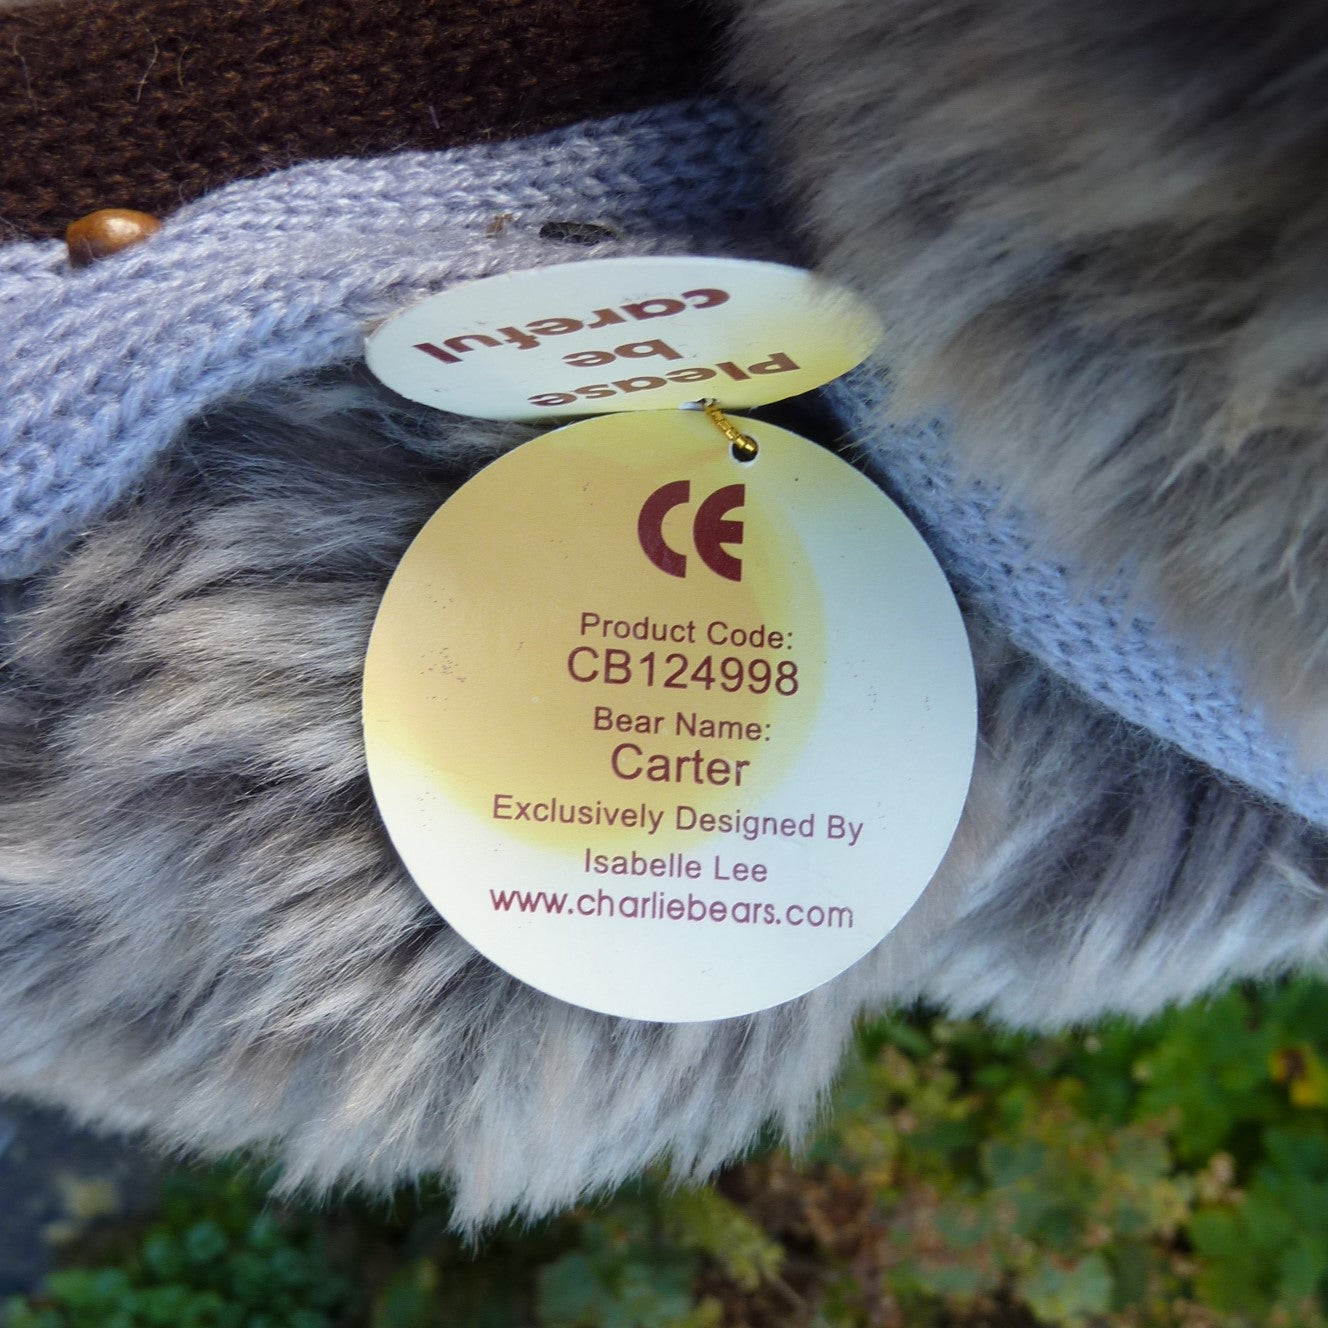 Please
be
careful
CE
Product Code:
CB124998
Bear Name:
Carter
Exclusively Designed By
Isabelle Lee
www.charliebears.com